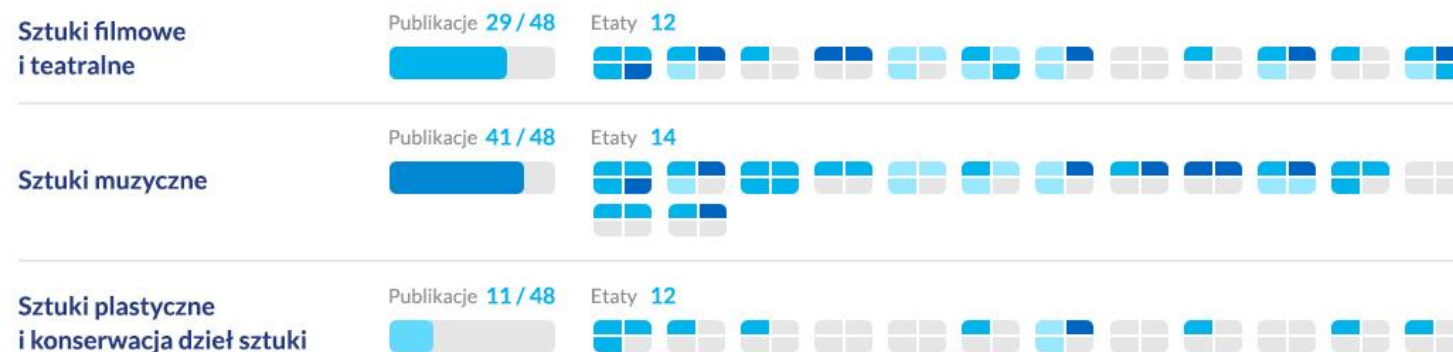 Sztuki filmowe
i teatralne
Publikacje 29 / 48
Etaty 12
Sztuki muzyczne
Publikacje 41 / 48
Etaty 14
Sztuki plastyczne
i konserwacja dzieł sztuki
Publikacje 11 / 48
Etaty 12